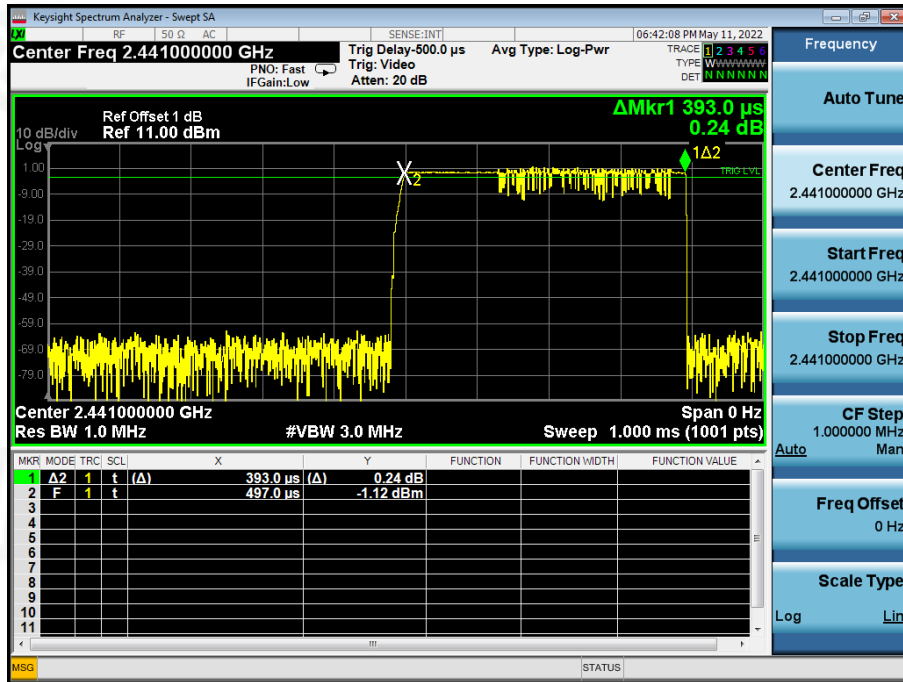 Keysight Spectrum Analyzer - Swept SA
LXI RF 50 Ω AC SENSE:INT 06:42:08 PM May 11, 2022
Center Freq 2.441000000 GHz
PNO: Fast
IFGain:Low
Trig Delay-500.0 µs
Trig: Video
Atten: 20 dB
Avg Type: Log-Pwr
TRACE 1 2 3 4 5 6
TYPE WWWWWWW
DET N N N N N N
ΔMkr1 393.0 µs
0.24 dB
Ref Offset 1 dB
Ref 11.00 dBm
10 dB/div
Log
1Δ2
TRIG LVL
X2
1.00
-9.00
-19.0
-29.0
-39.0
-49.0
-59.0
-69.0
-79.0
Center 2.441000000 GHz Span 0 Hz
Res BW 1.0 MHz #VBW 3.0 MHz Sweep 1.000 ms (1001 pts)
MKR MODE TRC SCL X Y FUNCTION FUNCTION WIDTH FUNCTION VALUE
1 Δ2 1 t (Δ) 393.0 µs (Δ) 0.24 dB
2 F 1 t 497.0 µs -1.12 dBm
3
4
5
6
7
8
9
10
11
MSG STATUS
Frequency
Auto Tune
Center Freq
2.441000000 GHz
Start Freq
2.441000000 GHz
Stop Freq
2.441000000 GHz
CF Step
1.000000 MHz
Auto Man
Freq Offset
0 Hz
Scale Type
Log Lin